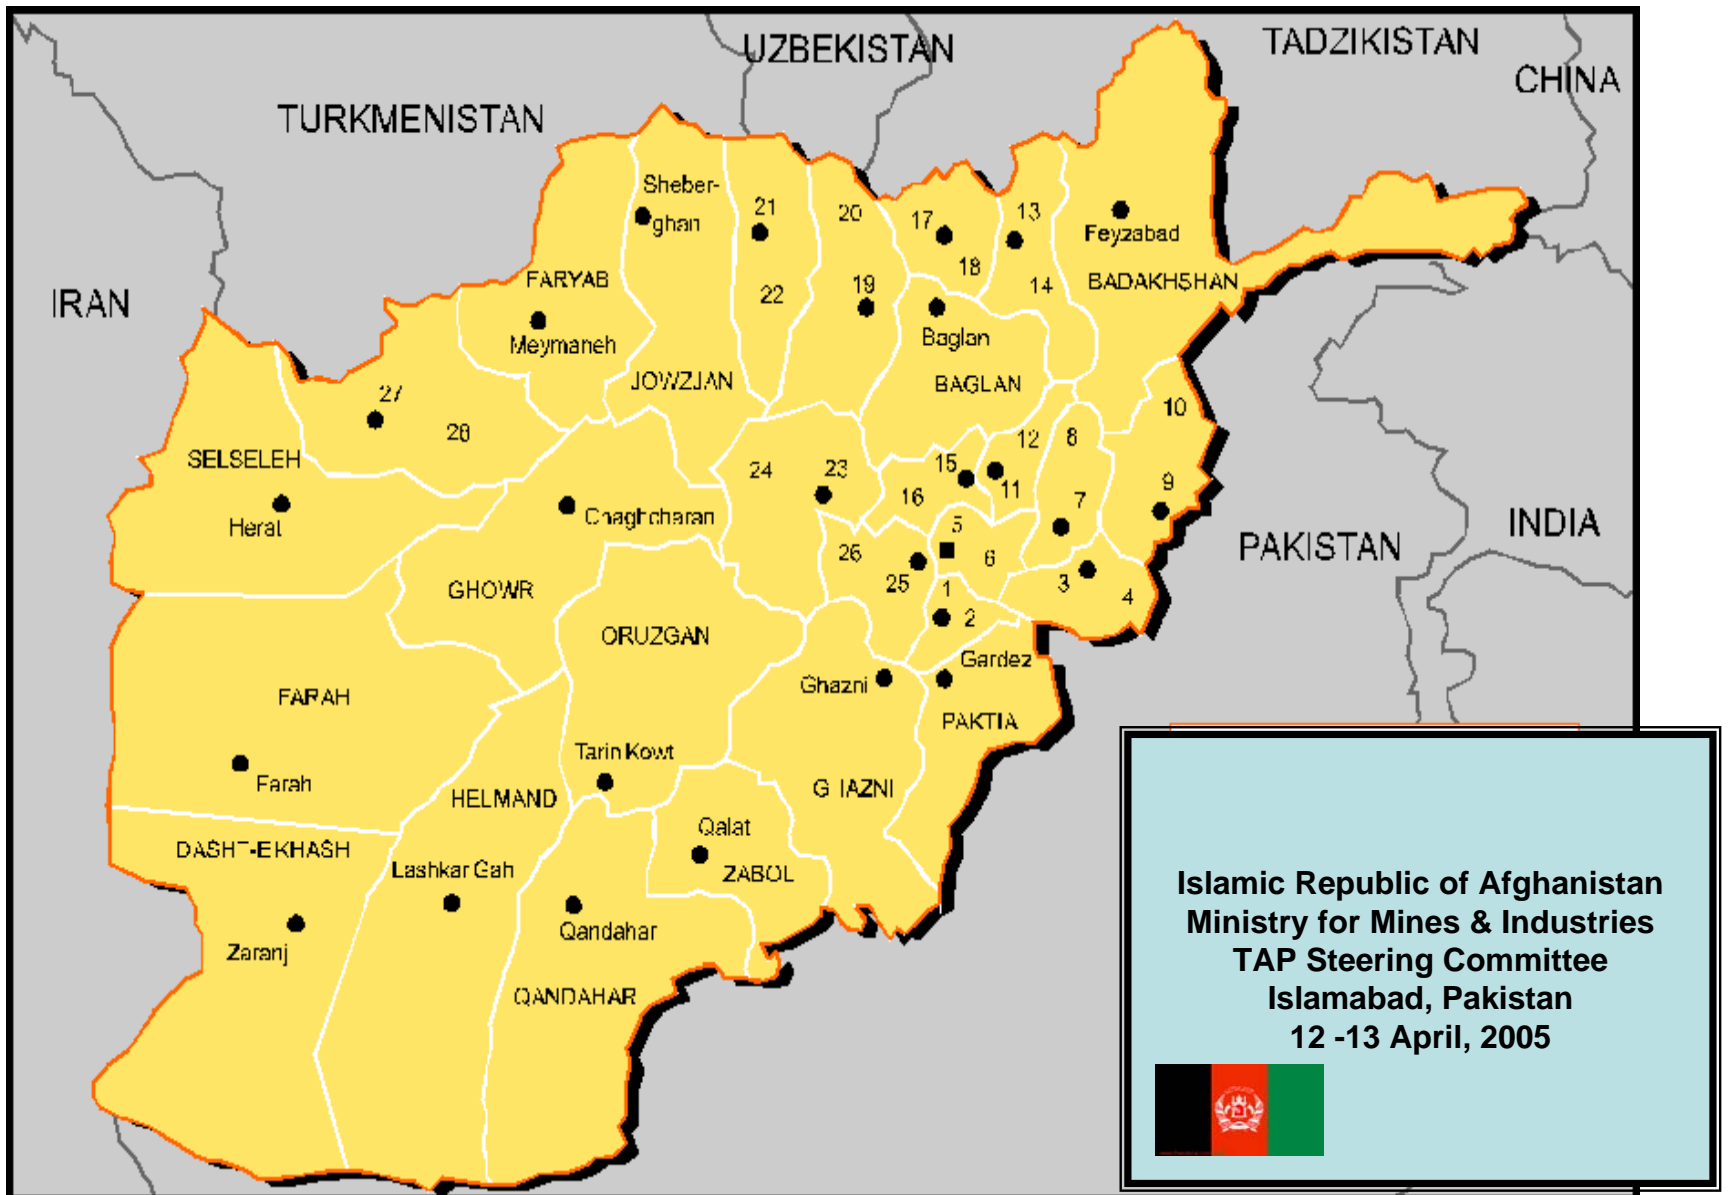 UZBEKISTAN
TADZIKISTAN
CHINA
TURKMENISTAN
IRAN
INDIA
PAKISTAN
Sheber-
ghan
21
20
17
13
Feyzabad
FARYAB
22
19
18
14
BADAKHSHAN
Meymaneh
Baglan
JOWZJAN
BAGLAN
27
28
10
SELSELEH
24
23
15
12
8
16
11
9
Herat
Chaghcharan
7
5
26
6
25
3
4
GHOWR
1
2
ORUZGAN
Gardez
Ghazni
FARAH
PAKTIA
Tarin Kowt
Farah
HELMAND
G IAZNI
DASHT-E KHASH
Qalat
Lashkar Gah
ZABOL
Zaranj
Qandahar
QANDAHAR
Islamic Republic of Afghanistan
Ministry for Mines & Industries
TAP Steering Committee
Islamabad, Pakistan
12 -13 April, 2005